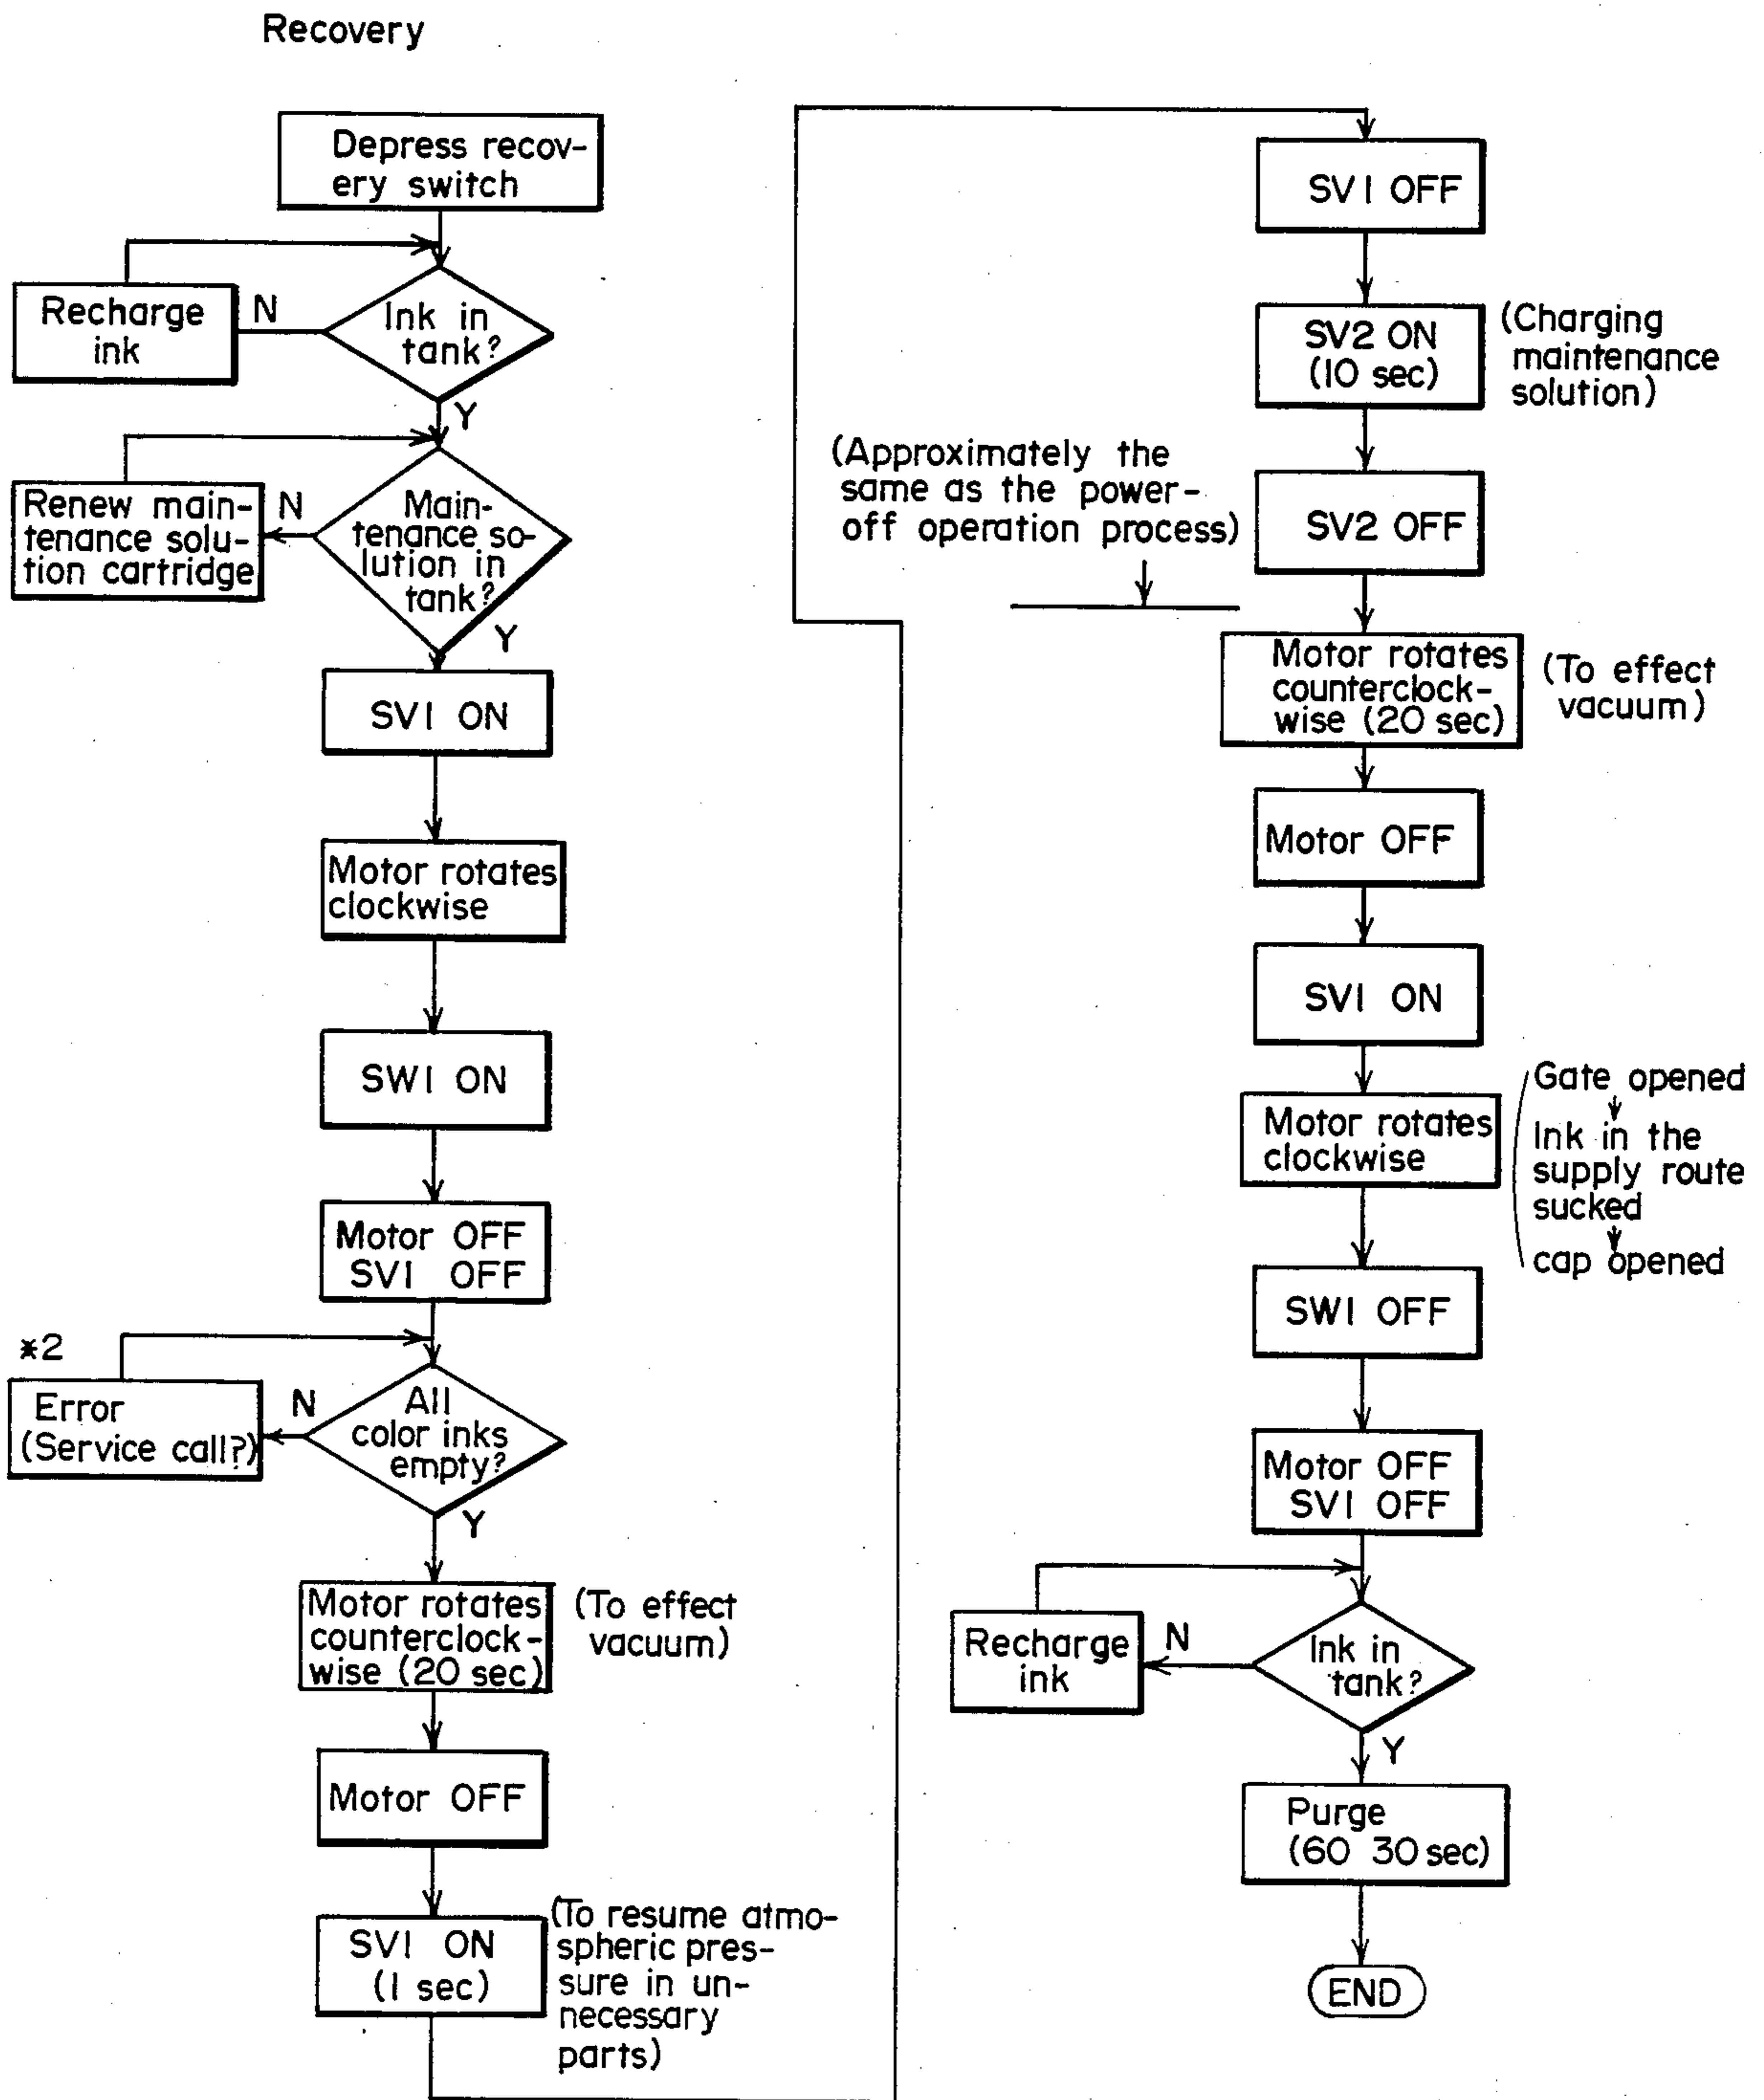 Recovery
Depress recov-
ery switch
Recharge
ink
N
Ink in
tank?
Y
Renew main-
tenance solu-
tion cartridge
N
Main-
tenance so-
lution in
tank?
Y
SV1 ON
Motor rotates
clockwise
SW1 ON
Motor OFF
SV1 OFF
*2
Error
(Service call?)
N
All
color inks
empty?
Y
Motor rotates
counterclock-
wise (20 sec)
(To effect
vacuum)
Motor OFF
SV1 ON
(1 sec)
(To resume atmo-
spheric pres-
sure in un-
necessary
parts)
SV1 OFF
SV2 ON
(10 sec)
(Charging
maintenance
solution)
(Approximately the
same as the power-
off operation process)
SV2 OFF
Motor rotates
counterclock-
wise (20 sec)
(To effect
vacuum)
Motor OFF
SV1 ON
Motor rotates
clockwise
Gate opened
Ink in the
supply route
sucked
cap opened
SW1 OFF
Motor OFF
SV1 OFF
Recharge
ink
N
Ink in
tank?
Y
Purge
(60 30 sec)
END